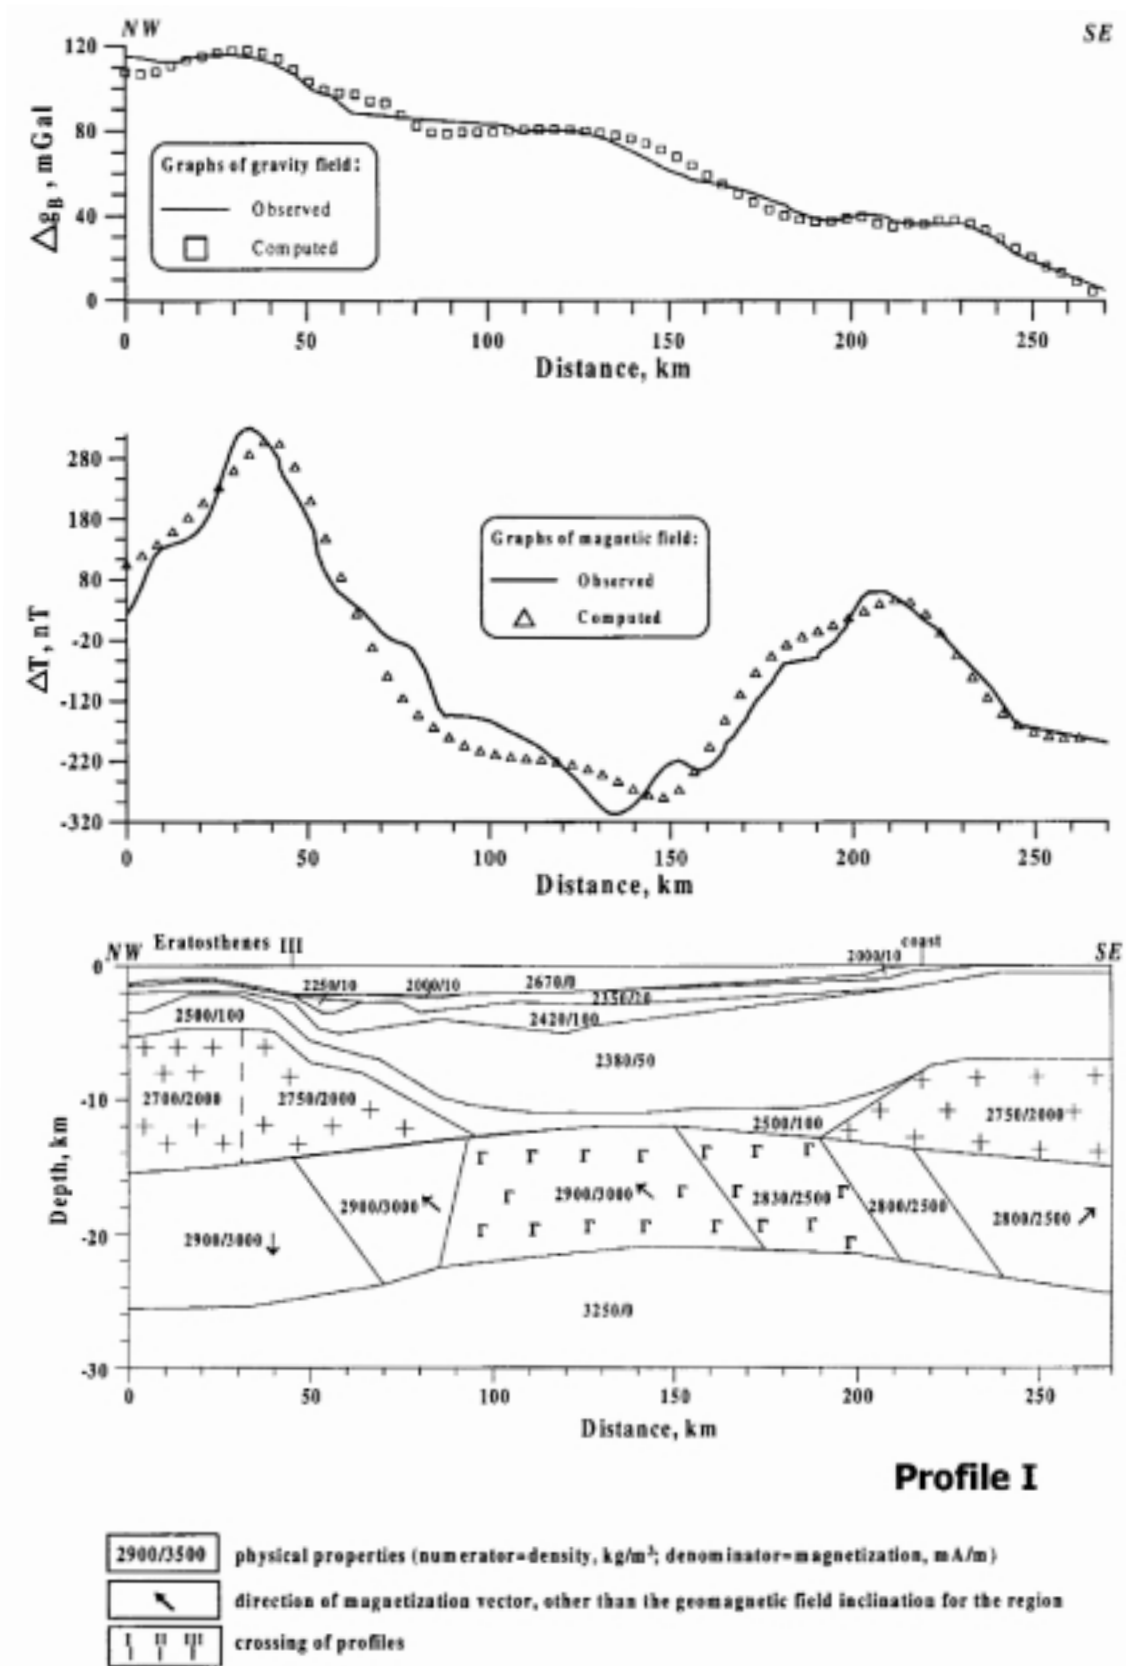 NW SE
120
80
40
0
ΔgB, mGal
Graphs of gravity field:
Observed
Computed
0 50 100 150 200 250
Distance, km
280
180
80
-20
-120
-220
-320
ΔT, nT
Graphs of magnetic field:
Observed
Computed
0 50 100 150 200 250
Distance, km
NW Eratosthenes III coast SE
2000/10
0
2250/10 2000/10 2670/0
2350/20
2500/100 2420/100
2380/50
-10
2700/2000 2750/2000 2500/100 2750/2000
Depth, km
2900/3000 2900/3000 2830/2500 2800/2500 2800/2500
-20
2900/3000
3250/0
-30
0 50 100 150 200 250
Distance, km
Profile I
2900/3500 physical properties (numerator=density, kg/m³; denominator=magnetization, mA/m)
direction of magnetization vector, other than the geomagnetic field inclination for the region
I II III crossing of profiles